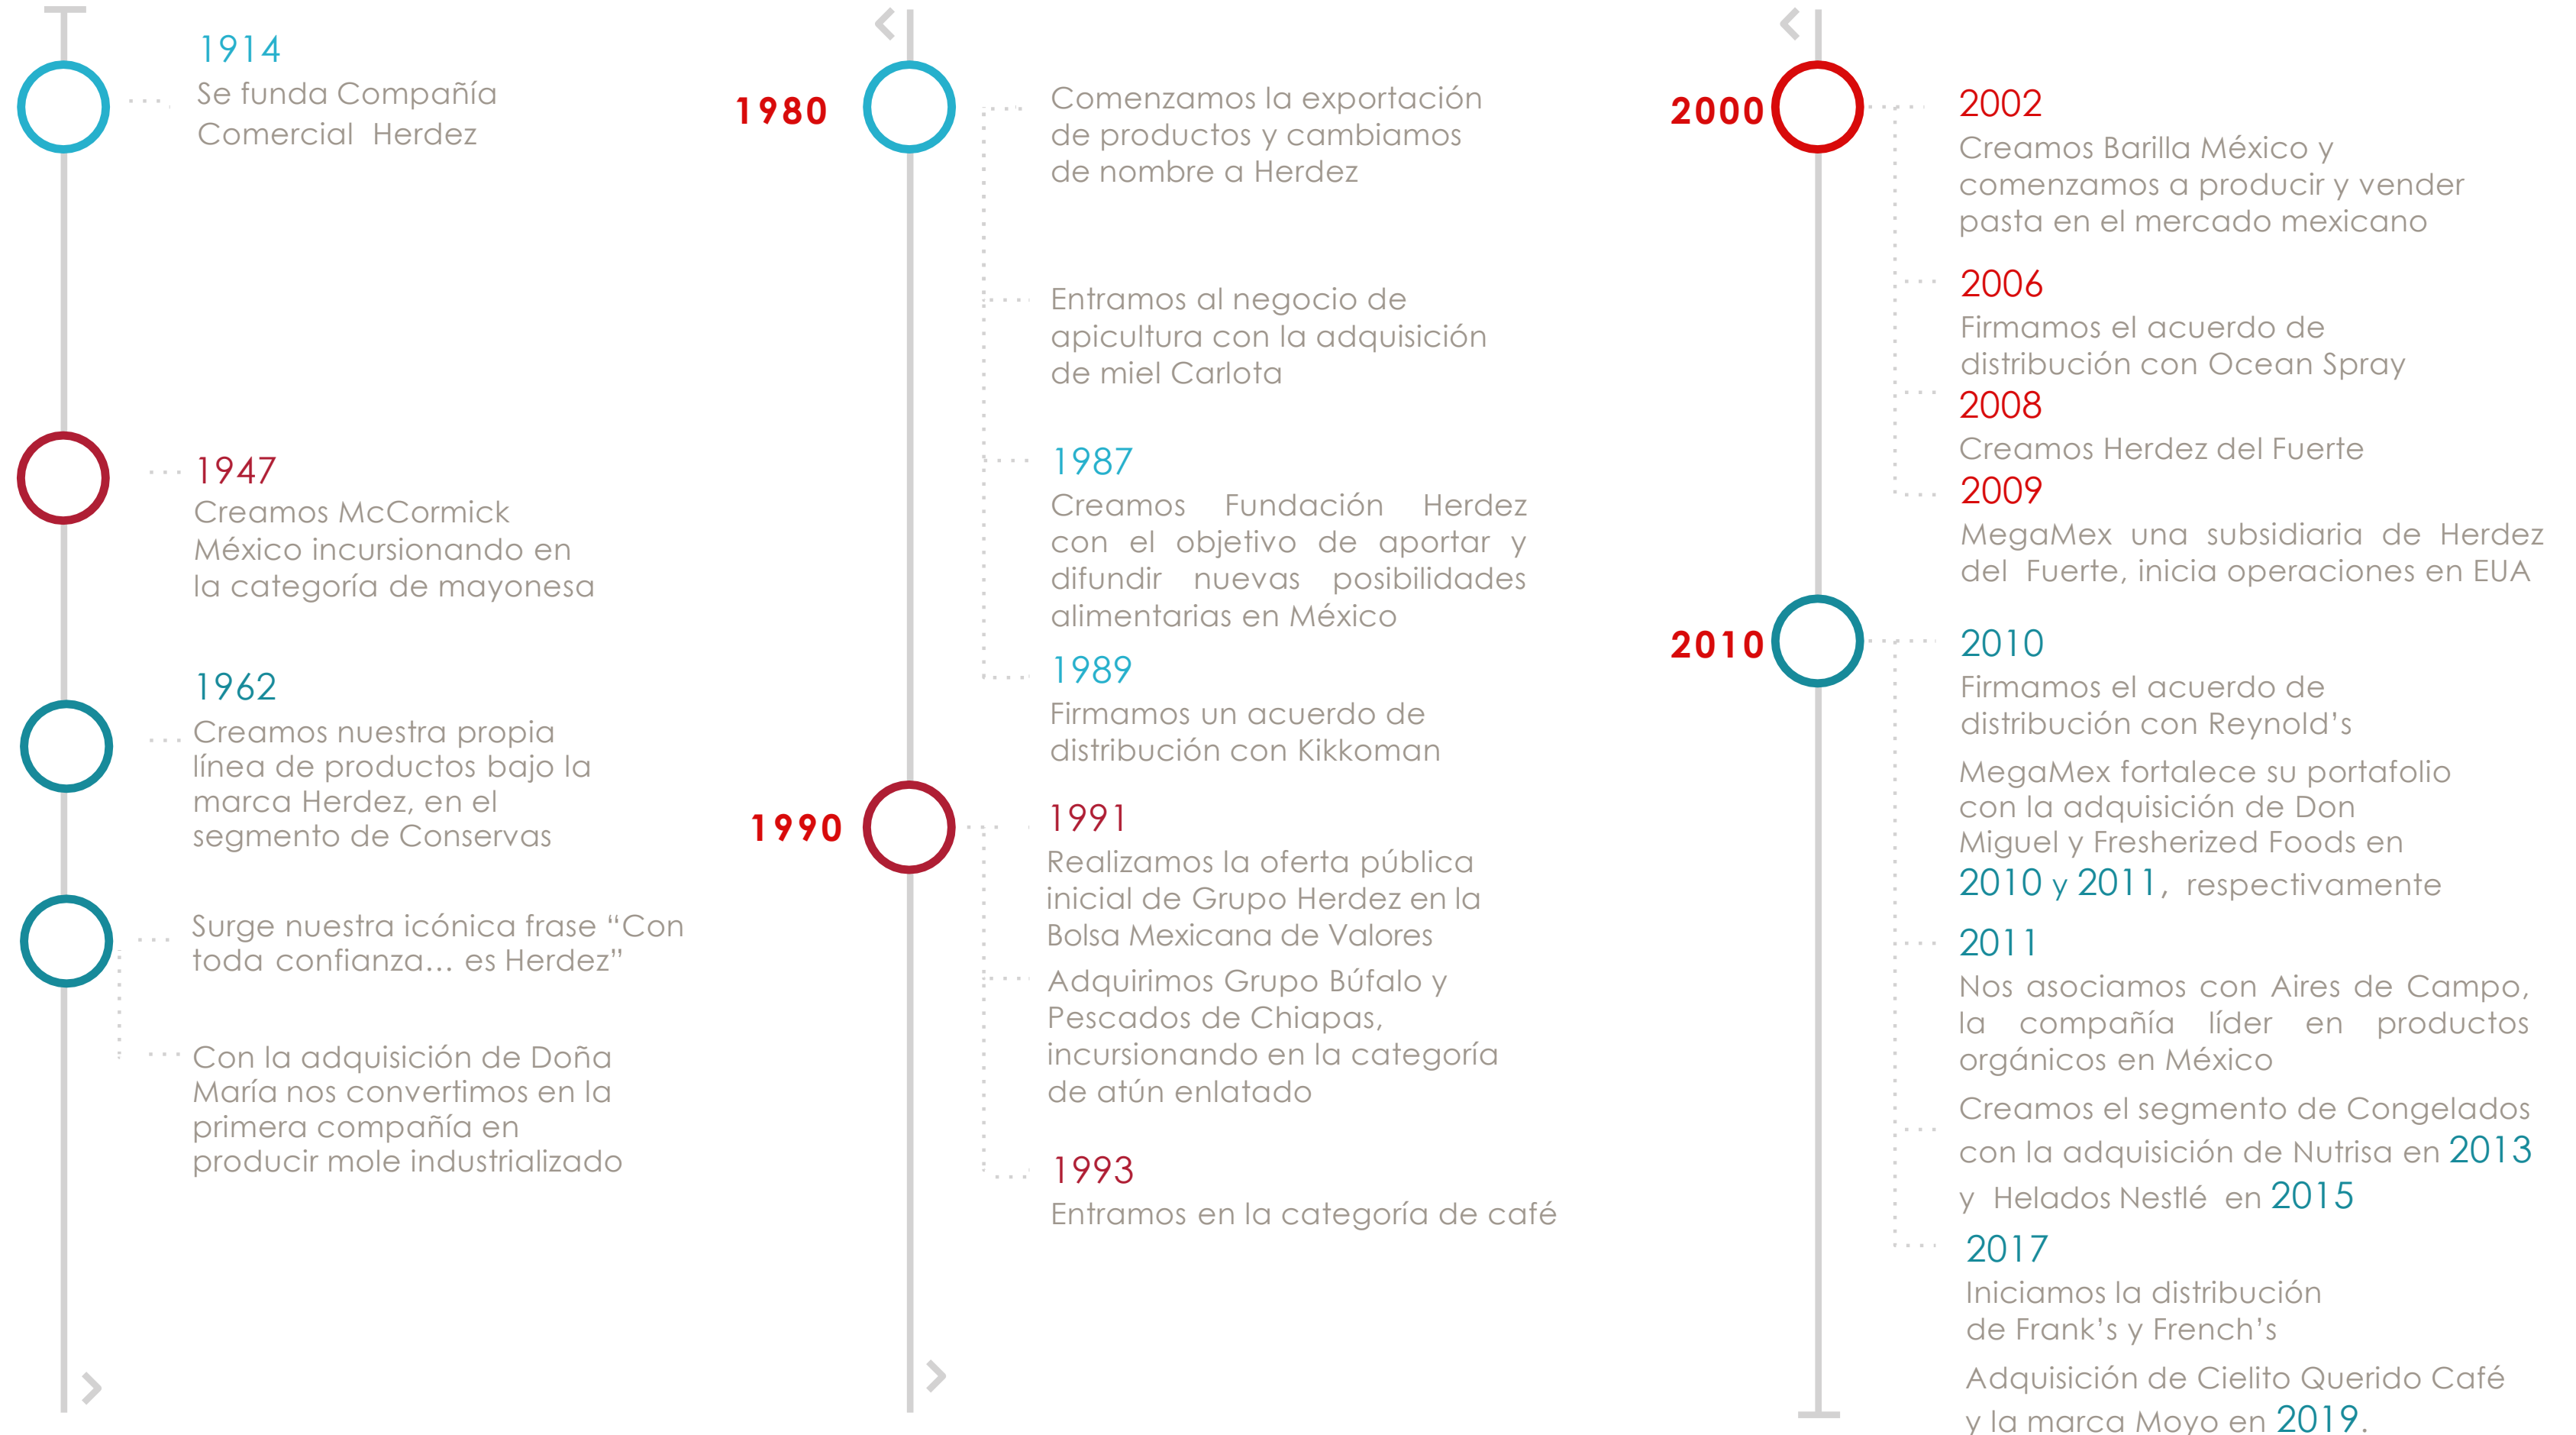 1914
Se funda Compañía
Comercial Herdez
1947
Creamos McCormick
México incursionando en
la categoría de mayonesa
1962
Creamos nuestra propia
línea de productos bajo la
marca Herdez, en el
segmento de Conservas
Surge nuestra icónica frase “Con
toda confianza... es Herdez”
Con la adquisición de Doña
María nos convertimos en la
primera compañía en
producir mole industrializado
1980
Comenzamos la exportación
de productos y cambiamos
de nombre a Herdez
Entramos al negocio de
apicultura con la adquisición
de miel Carlota
1987
Creamos Fundación Herdez
con el objetivo de aportar y
difundir nuevas posibilidades
alimentarias en México
1989
Firmamos un acuerdo de
distribución con Kikkoman
1990
1991
Realizamos la oferta pública
inicial de Grupo Herdez en la
Bolsa Mexicana de Valores
Adquirimos Grupo Búfalo y
Pescados de Chiapas,
incursionando en la categoría
de atún enlatado
1993
Entramos en la categoría de café
2000
2002
Creamos Barilla México y
comenzamos a producir y vender
pasta en el mercado mexicano
2006
Firmamos el acuerdo de
distribución con Ocean Spray
2008
Creamos Herdez del Fuerte
2009
MegaMex una subsidiaria de Herdez
del Fuerte, inicia operaciones en EUA
2010
2010
Firmamos el acuerdo de
distribución con Reynold’s
MegaMex fortalece su portafolio
con la adquisición de Don
Miguel y Fresherized Foods en
2010 y 2011, respectivamente
2011
Nos asociamos con Aires de Campo,
la compañía líder en productos
orgánicos en México
Creamos el segmento de Congelados
con la adquisición de Nutrisa en 2013
y Helados Nestlé en 2015
2017
Iniciamos la distribución
de Frank’s y French’s
Adquisición de Cielito Querido Café
y la marca Moyo en 2019.